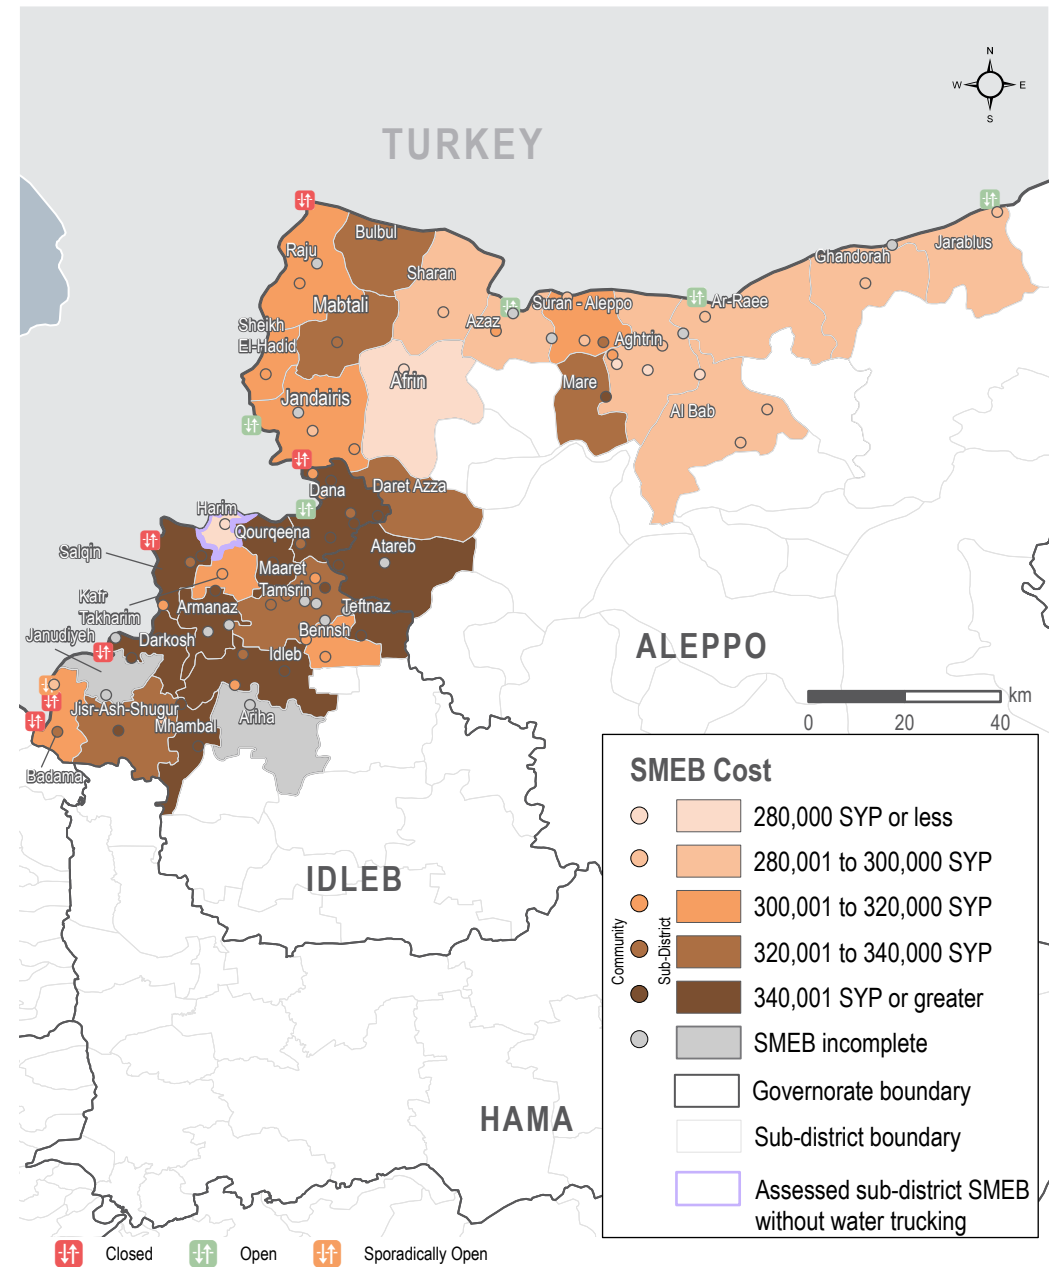 N
W E
S
TURKEY
Bulbul
Raju
Sharan
Ghandorah
Jarablus
Mabtali
Suran - Aleppo
Ar-Raee
Azaz
Sheikh
El-Hadid
Aghtrin
Afrin
Mare
Jandairis
Al Bab
Dana
Daret Azza
Harim
Qourqeena
Atareb
Salqin
Maaret
Tamsrin
Kafr
Takharim
Armanaz
Teftnaz
Janudiyeh
Darkosh
Bennsh
Idleb
ALEPPO
Jisr-Ash-Shugur
Mhambal
Ariha
Badama
km
0 20 40
IDLEB
HAMA
SMEB Cost
Community
Sub-District
280,000 SYP or less
280,001 to 300,000 SYP
300,001 to 320,000 SYP
320,001 to 340,000 SYP
340,001 SYP or greater
SMEB incomplete
Governorate boundary
Sub-district boundary
Assessed sub-district SMEB
without water trucking
Closed
Open
Sporadically Open